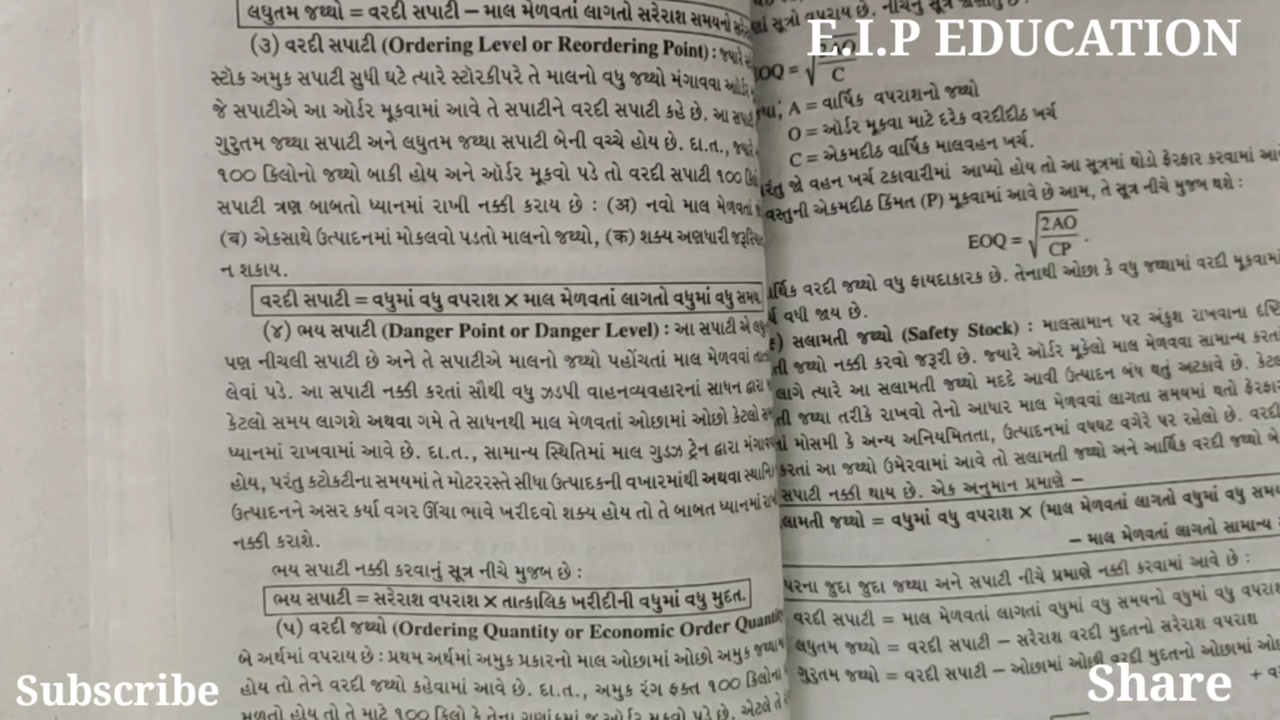 લઘુતમ જથ્થો = વરદી સપાટી – માલ મેળવતાં લાગતો સરેરાશ સમયનો
(૩) વરદી સપાટી (Ordering Level or Reordering Point) : જ્યારે
સ્ટૉક અમુક સપાટી સુધી ઘટે ત્યારે સ્ટોરકીપરે તે માલનો વધુ જથ્થો મંગાવવા
જે સપાટીએ આ ઑર્ડર મૂકવામાં આવે તે સપાટીને વરદી સપાટી કહે છે. આ
ગુરુતમ જથ્થા સપાટી અને લઘુતમ જથ્થા સપાટી બેની વચ્ચે હોય છે. દા.ત.,
૧૦૦ કિલોનો જથ્થો બાકી હોય અને ઑર્ડર મૂકવો પડે તો વરદી સપાટી ૧૦૦
સપાટી ત્રણ બાબતો ધ્યાનમાં રાખી નક્કી કરાય છે : (અ) નવો માલ મેળવતાં
(બ) એકસાથે ઉત્પાદનમાં મોકલવો પડતો માલનો જથ્થો, (ક) શક્ય અણધારી
ન શકાય.
વરદી સપાટી = વધુમાં વધુ વપરાશ × માલ મેળવતાં લાગતો વધુમાં વધુ સમય
(૪) ભય સપાટી (Danger Point or Danger Level) : આ સપાટી એ
પણ નીચલી સપાટી છે અને તે સપાટીએ માલનો જથ્થો પહોંચતાં માલ મેળવવાં
લેવાં પડે. આ સપાટી નક્કી કરતાં સૌથી વધુ ઝડપી વાહનવ્યવહારનાં સાધન દ્વારા
કેટલો સમય લાગશે અથવા ગમે તે સાધનથી માલ મેળવતાં ઓછામાં ઓછો કેટલો
ધ્યાનમાં રાખવામાં આવે છે. દા.ત., સામાન્ય સ્થિતિમાં માલ ગુડઝ ટ્રેન દ્વારા
હોય, પરંતુ કટોકટીના સમયમાં તે મોટરરસ્તે સીધા ઉત્પાદકની વખારમાંથી અથવા
ઉત્પાદનને અસર કર્યા વગર ઊંચા ભાવે ખરીદવો શક્ય હોય તો તે બાબત ધ્યાનમાં
નક્કી કરાશે.
ભય સપાટી નક્કી કરવાનું સૂત્ર નીચે મુજબ છે :
ભય સપાટી = સરેરાશ વપરાશ × તાત્કાલિક ખરીદીની વધુમાં વધુ મુદત.
(૫) વરદી જથ્થો (Ordering Quantity or Economic Order Quantity
બે અર્થમાં વપરાય છે : પ્રથમ અર્થમાં અમુક પ્રકારનો માલ ઓછામાં ઓછો અમુક
હોય તો તેને વરદી જથ્થો કહેવામાં આવે છે. દા.ત., અમુક રંગ ફક્ત ૧૦૦ કિલોના
મળતો હોય તો તે માટે ૧૦૦ કિલો કે તેના ગુણાંકમાં જ ઑર્ડર મૂકવો પડે છે. એટલે
સૂત્રો વપરાય છે. નીચેનું સૂત્ર
E.I.P EDUCATION
EOQ = √2AO/C
A = વાર્ષિક વપરાશનો જથ્થો
O = ઑર્ડર મૂકવા માટે દરેક વરદીદીઠ ખર્ચ
C = એકમદીઠ વાર્ષિક માલવહન ખર્ચ.
જો વહન ખર્ચ ટકાવારીમાં આપ્યો હોય તો આ સૂત્રમાં થોડો ફેરફાર કરવામાં
વસ્તુની એકમદીઠ કિંમત (P) મૂકવામાં આવે છે આમ, તે સૂત્ર નીચે મુજબ થશે :
EOQ = √2AO/CP .
વરદી જથ્થો વધુ ફાયદાકારક છે. તેનાથી ઓછા કે વધુ જથ્થામાં વરદી મૂકવામાં
વધી જાય છે.
સલામતી જથ્થો (Safety Stock) : માલસામાન પર અંકુશ રાખવાના
જથ્થો નક્કી કરવો જરૂરી છે. જ્યારે ઑર્ડર મૂકેલો માલ મેળવવા સામાન્ય
લાગે ત્યારે આ સલામતી જથ્થો મદદે આવી ઉત્પાદન બંધ થતું અટકાવે છે.
જથ્થા તરીકે રાખવો તેનો આધાર માલ મેળવવાં લાગતા સમયમાં થતો
મોસમી કે અન્ય અનિયમિતતા, ઉત્પાદનમાં વધઘટ વગેરે પર રહેલો છે.
કરતાં આ જથ્થો ઉમેરવામાં આવે તો સલામતી જથ્થો અને આર્થિક વરદી જથ્થો
સપાટી નક્કી થાય છે. એક અનુમાન પ્રમાણે –
જથ્થો = વધુમાં વધુ વપરાશ × (માલ મેળવતાં લાગતો વધુમાં વધુ
– માલ મેળવતાં લાગતો સામાન્ય
જુદા જુદા જથ્થા અને સપાટી નીચે પ્રમાણે નક્કી કરવામાં આવે છે :
વરદી સપાટી = માલ મેળવતાં લાગતાં વધુમાં વધુ સમયનો વધુમાં વધુ
લઘુતમ જથ્થો = વરદી સપાટી – સરેરાશ વરદી મુદતનો સરેરાશ વપરાશ
ગુરુતમ જથ્થો = વરદી સપાટી – ઓછામાં ઓછી વરદી મુદતનો ઓછામાં
Subscribe
Share